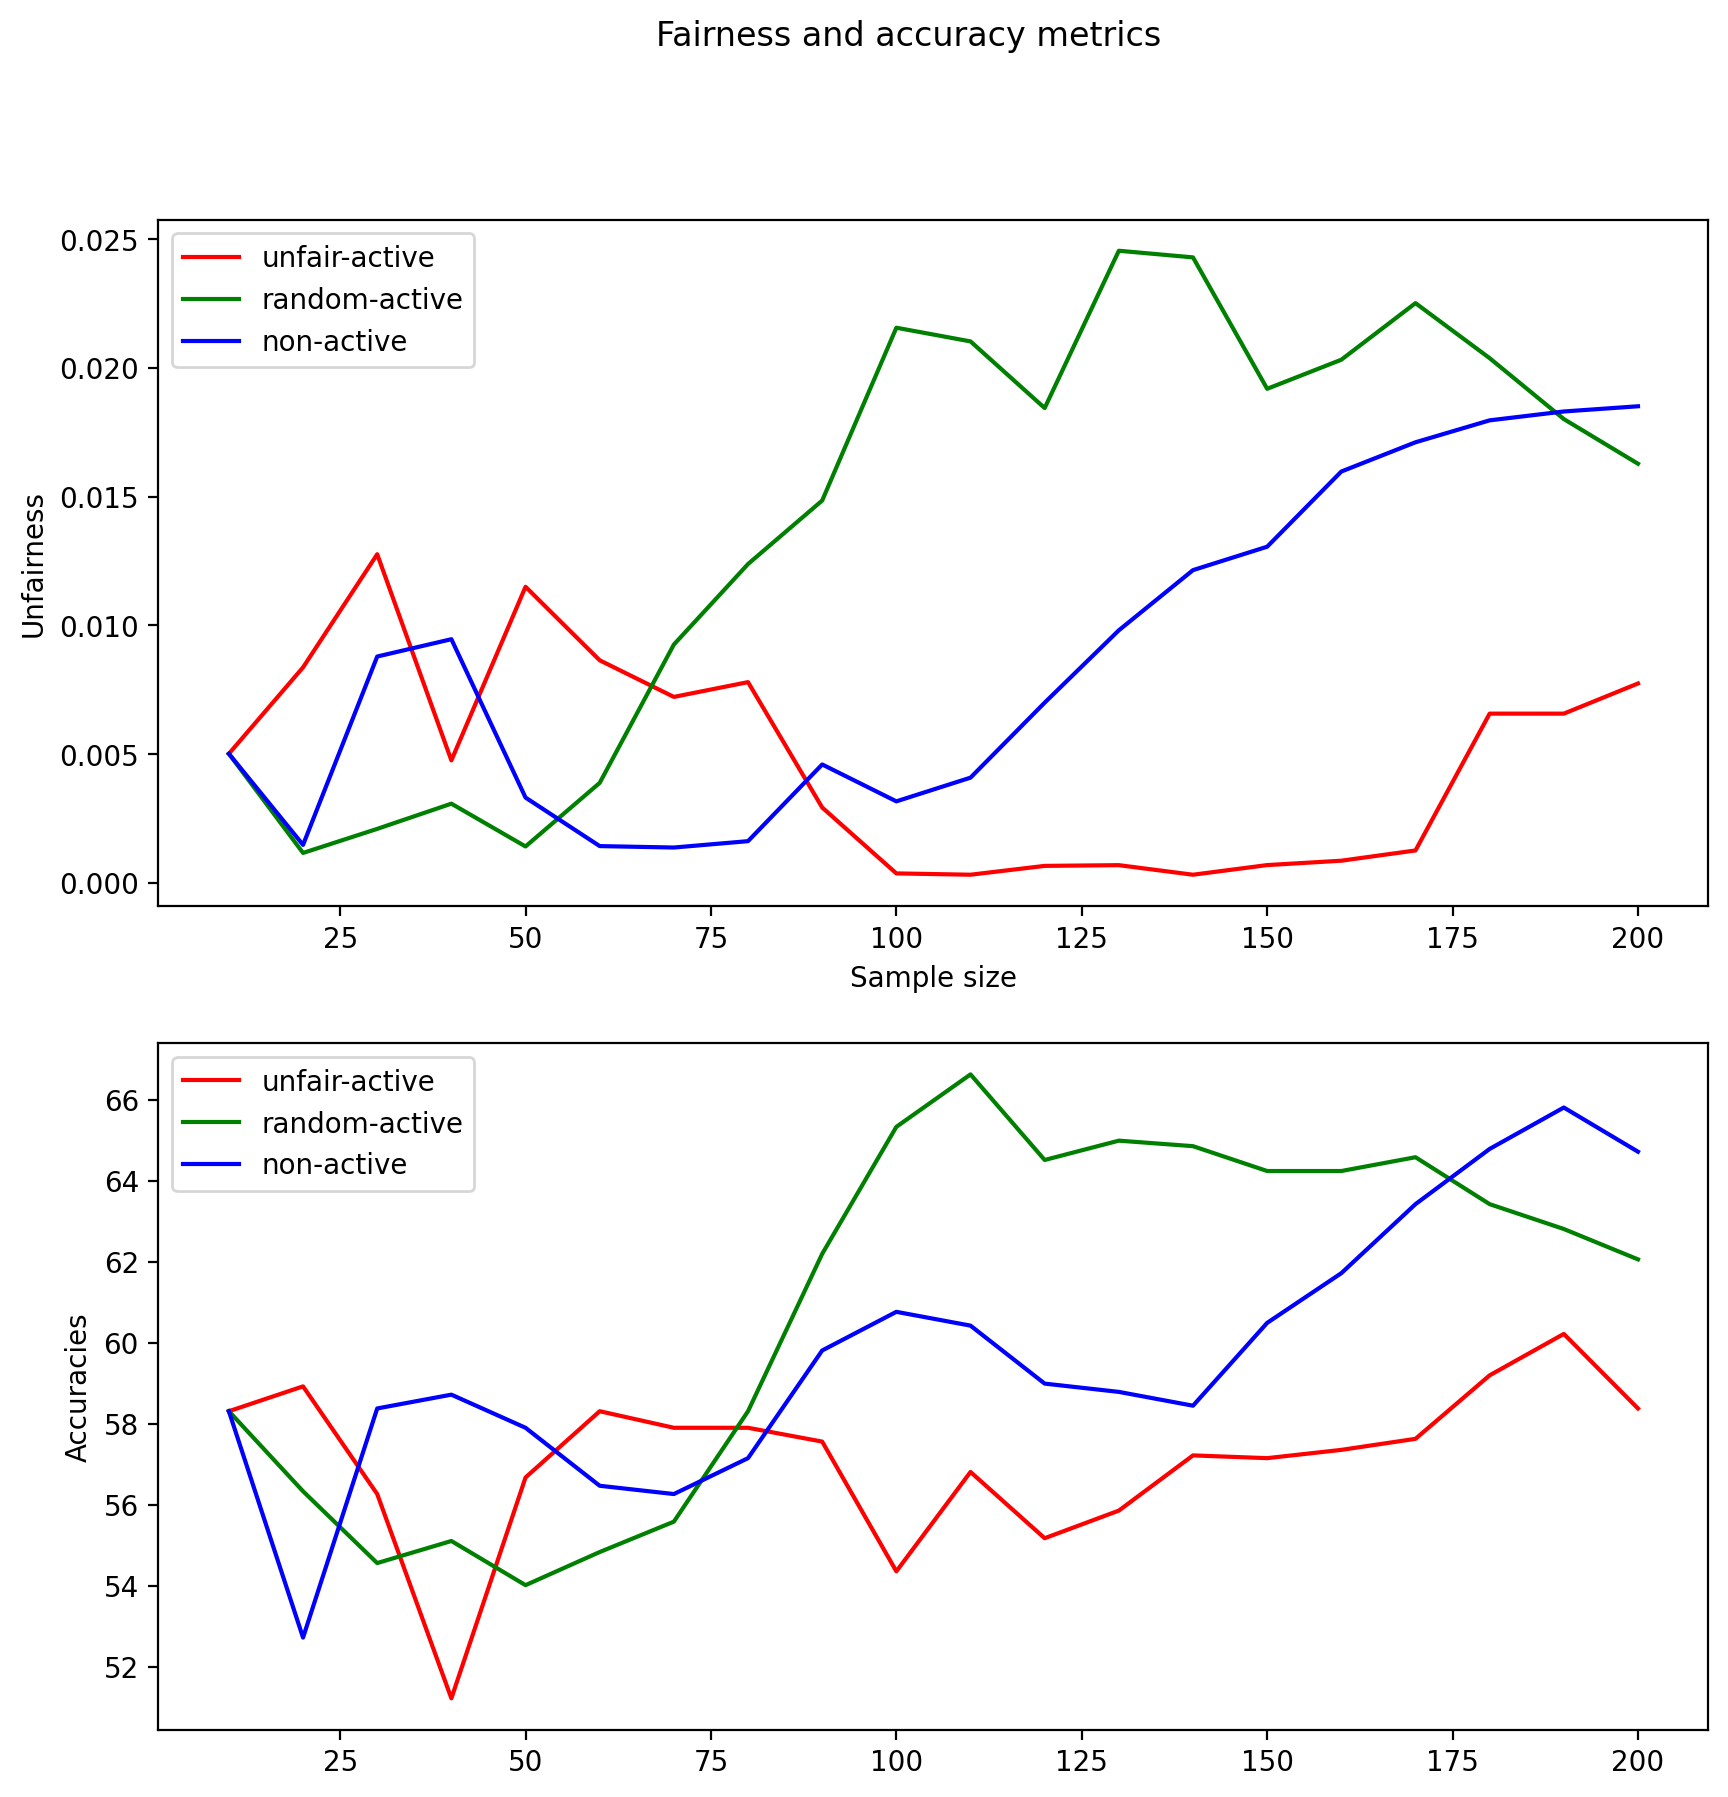 Fairness and accuracy metrics
unfair-active
random-active
non-active
0.025
0.020
0.015
0.010
0.005
0.000
Unfairness
25 50 75 100 125 150 175 200
Sample size
unfair-active
random-active
non-active
66
64
62
60
58
56
54
52
Accuracies
25 50 75 100 125 150 175 200